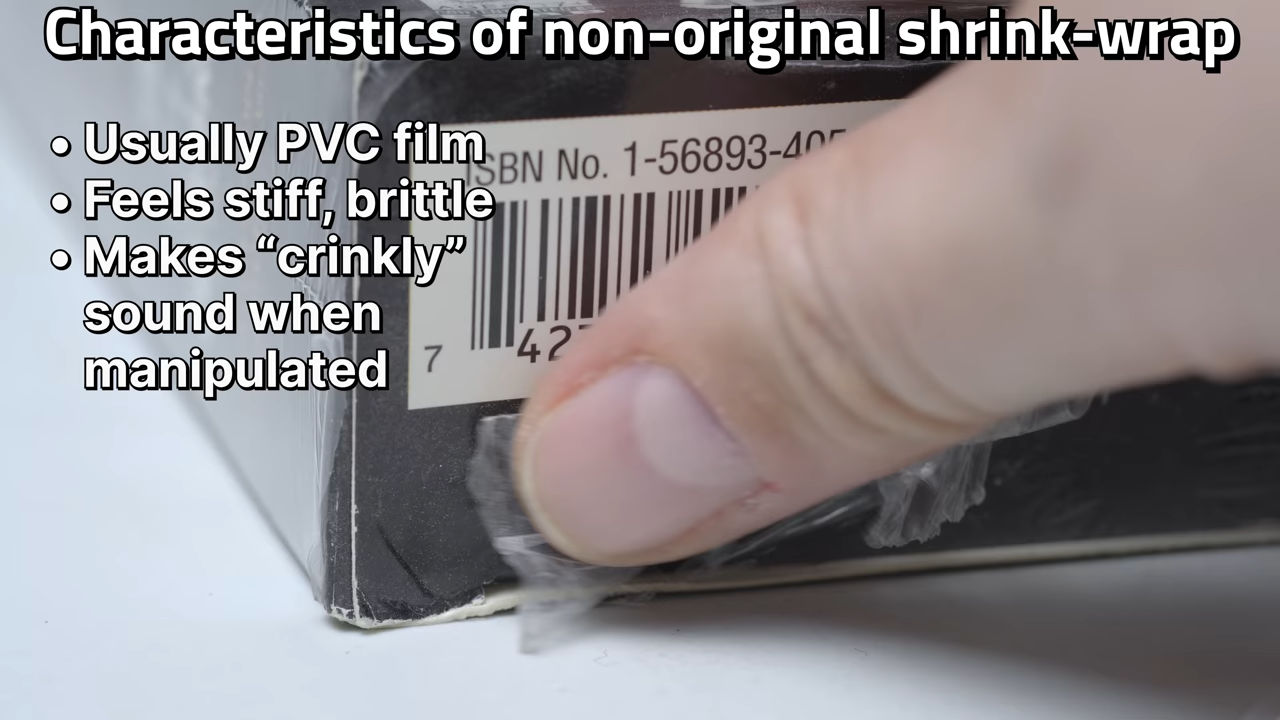 Characteristics of non-original shrink-wrap
• Usually PVC film
• Feels stiff, brittle
• Makes “crinkly”
sound when
manipulated
ISBN No. 1-56893-405
7 42